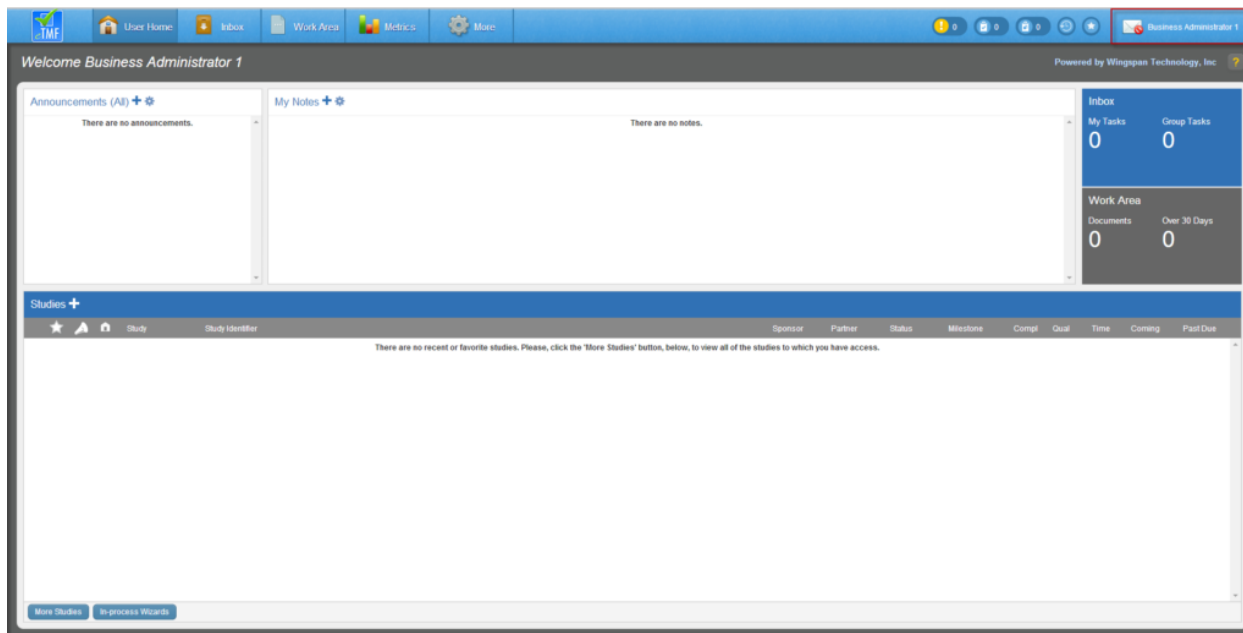 eTMF User Home Inbox Work Area Metrics More 0 0 0 Business Administrator 1
Welcome Business Administrator 1 Powered by Wingspan Technology, Inc ?
Announcements (All) My Notes Inbox
There are no announcements. There are no notes. My Tasks Group Tasks
0 0
Work Area
Documents Over 30 Days
0 0
Studies
Study Study Identifier Sponsor Partner Status Milestone Compl Qual Time Coming Past Due
There are no recent or favorite studies. Please, click the 'More Studies' button, below, to view all of the studies to which you have access.
More Studies In-process Wizards